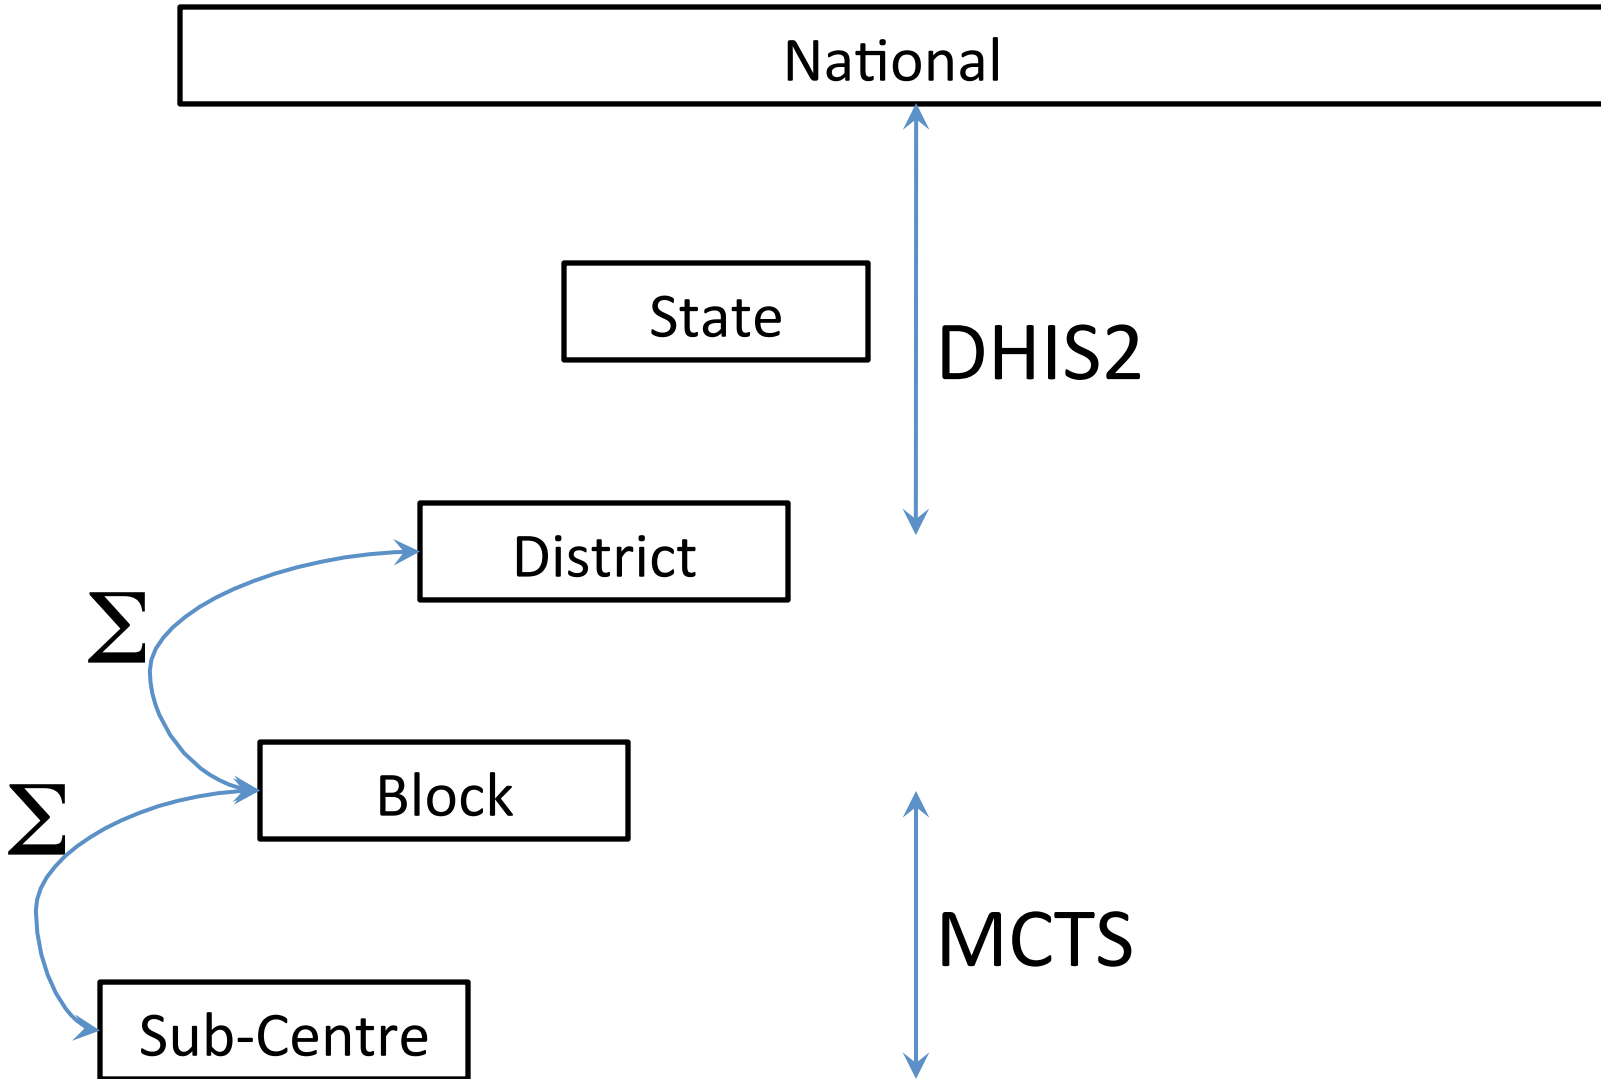 National
State
DHIS2
District
Σ
Block
Σ
MCTS
Sub-Centre